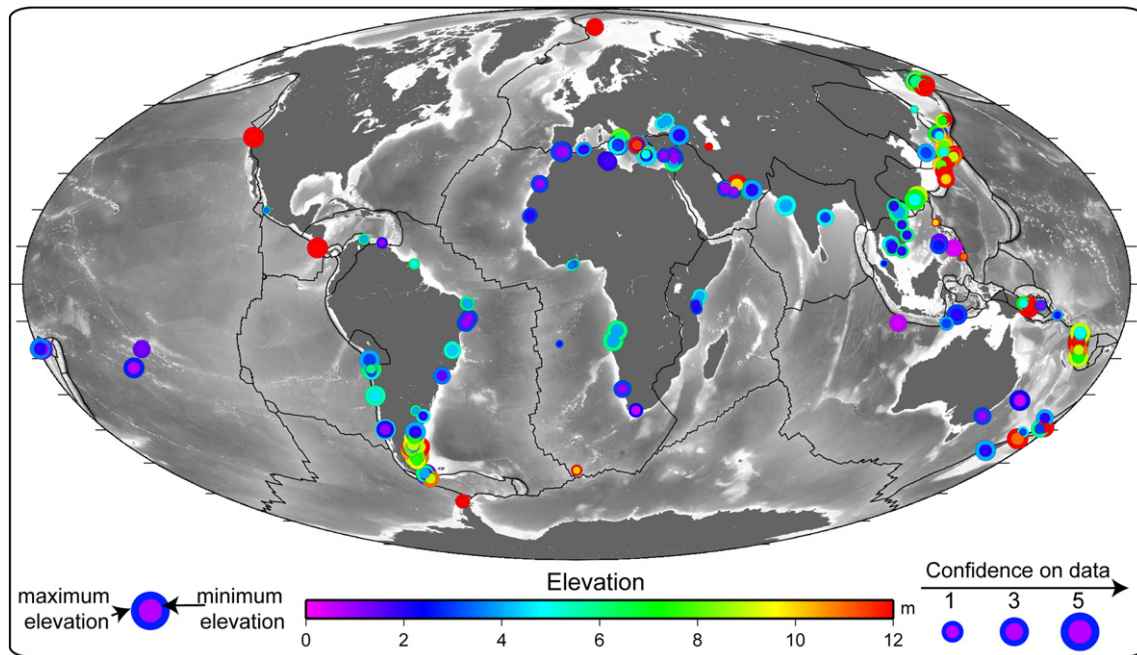 maximum
elevation
minimum
elevation
Elevation
m
0 2 4 6 8 10 12
Confidence on data
1 3 5